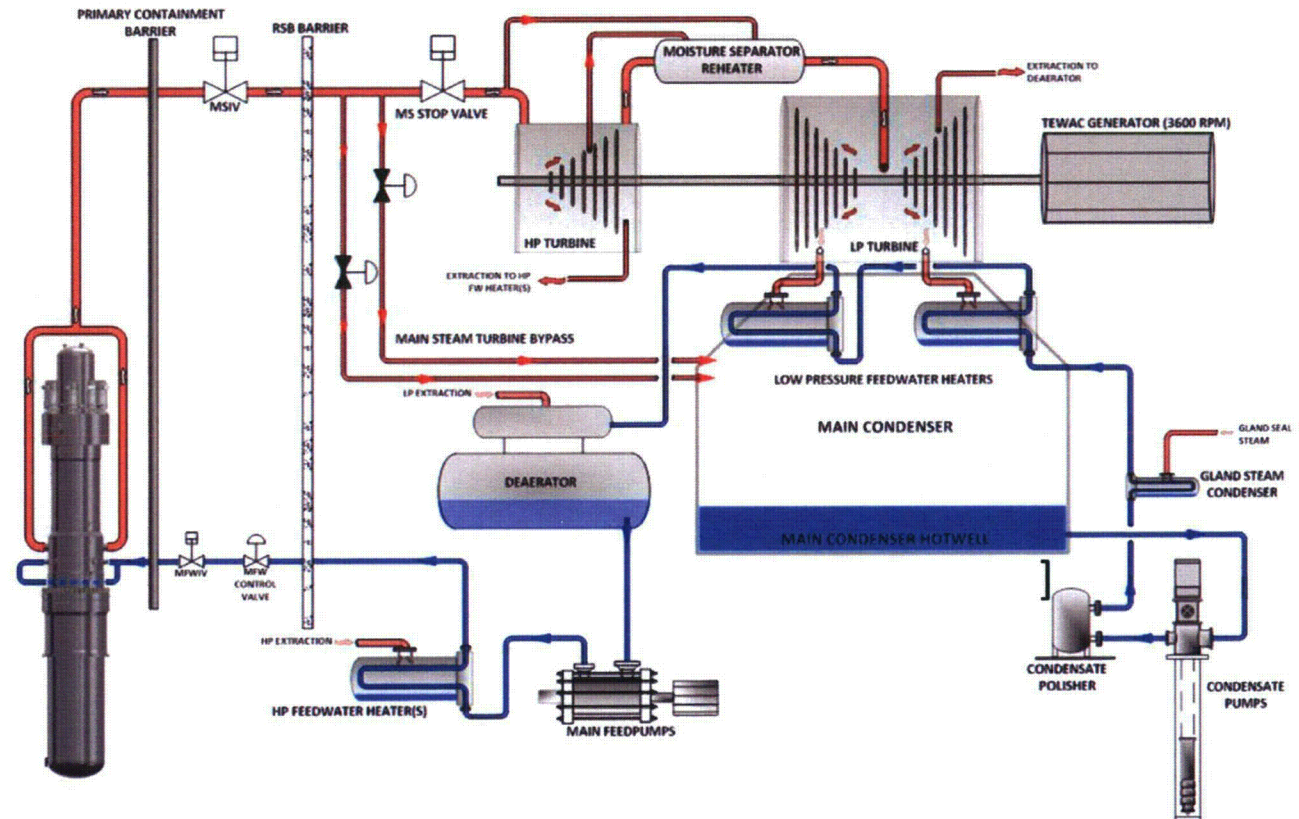 PRIMARY CONTAINMENT
BARRIER
RSB BARRIER
MSIV
MS STOP VALVE
MOISTURE SEPARATOR
REHEATER
EXTRACTION TO
DEAERATOR
TEWAC GENERATOR (3600 RPM)
HP TURBINE
LP TURBINE
EXTRACTION TO HP
FW HEATER(S)
MAIN STEAM TURBINE BYPASS
LOW PRESSURE FEEDWATER HEATERS
LP EXTRACTION
MAIN CONDENSER
GLAND SEAL
STEAM
GLAND STEAM
CONDENSER
DEAERATOR
MAIN CONDENSER HOTWELL
MFWIV
MFW
CONTROL
VALVE
HP EXTRACTION
HP FEEDWATER HEATER(S)
MAIN FEEDPUMPS
CONDENSATE
POLISHER
CONDENSATE
PUMPS